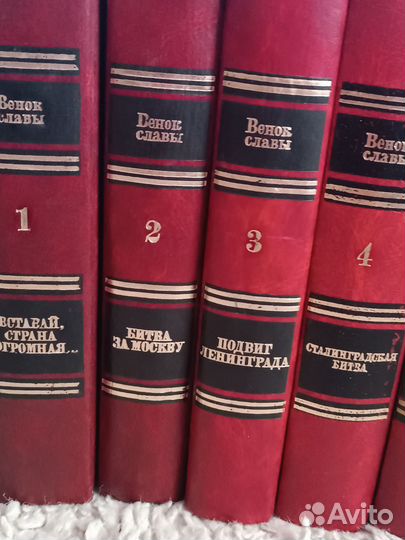 Венок
славы
1
Вставай,
страна
огромная...
Венок
славы
2
Битва
за Москву
Венок
славы
3
Подвиг
Ленинграда
Венок
славы
4
Сталинградская
битва
Avito